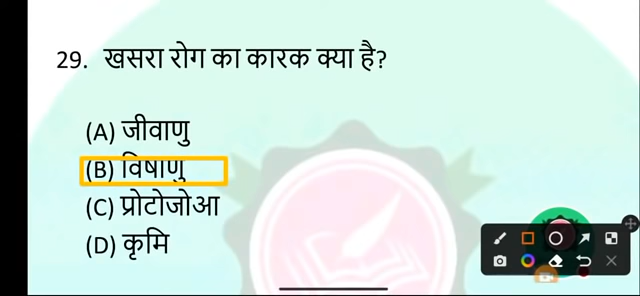 29. खसरा रोग का कारक क्या है?
(A) जीवाणु
(B) विषाणु
(C) प्रोटोजोआ
(D) कृमि